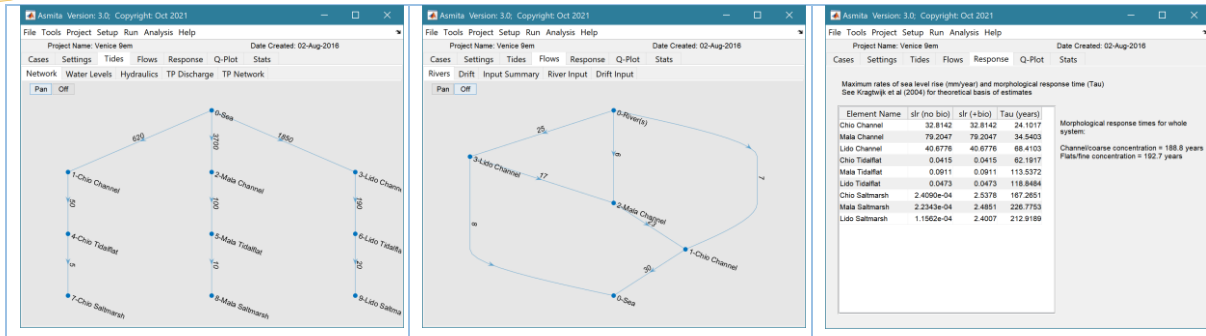 Asmita Version: 3.0; Copyright: Oct 2021
File Tools Project Setup Run Analysis Help
Project Name: Venice 9em Date Created: 02-Aug-2016
Cases Settings Tides Flows Response Q-Plot Stats
Network Water Levels Hydraulics TP Discharge TP Network
Pan Off
0-Sea
620 3700 1850
1-Chio Channel 2-Mala Channel 3-Lido Chann
50 100 190
4-Chio Tidalflat 5-Mala Tidalflat 6-Lido Tidalfla
5 10 20
7-Chio Saltmarsh 8-Mala Saltmarsh 9-Lido Saltma
Asmita Version: 3.0; Copyright: Oct 2021
File Tools Project Setup Run Analysis Help
Project Name: Venice 9em Date Created: 02-Aug-2016
Cases Settings Tides Flows Response Q-Plot Stats
Rivers Drift Input Summary River Input Drift Input
Pan Off
0-River(s)
25 6 7
3-Lido Channel
17
2-Mala Channel
8 23
1-Chio Channel
30
0-Sea
Asmita Version: 3.0; Copyright: Oct 2021
File Tools Project Setup Run Analysis Help
Project Name: Venice 9em Date Created: 02-Aug-2016
Cases Settings Tides Flows Response Q-Plot Stats
Maximum rates of sea level rise (mm/year) and morphological response time (Tau)
See Kragtwijk et al (2004) for theoretical basis of estimates
Element Name slr (no bio) slr (+bio) Tau (years)
Chio Channel 32.8142 32.8142 24.1017
Mala Channel 79.2047 79.2047 34.5403
Lido Channel 40.6776 40.6776 68.4103
Chio Tidalflat 0.0415 0.0415 62.1917
Mala Tidalflat 0.0911 0.0911 113.5372
Lido Tidalflat 0.0473 0.0473 118.8484
Chio Saltmarsh 2.4090e-04 2.5378 167.2651
Mala Saltmarsh 2.2343e-04 2.4851 226.7753
Lido Saltmarsh 1.1562e-04 2.4007 212.9189
Morphological response times for whole
system:
Channel/coarse concentration = 188.8 years
Flats/fine concentration = 192.7 years